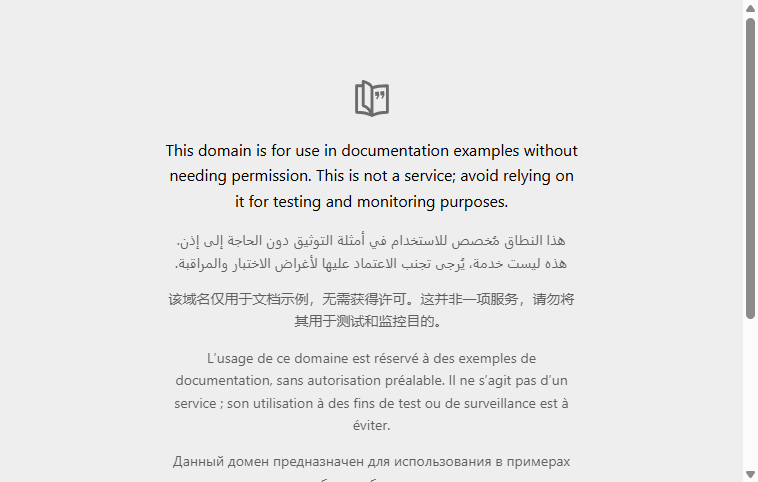 This domain is for use in documentation examples without
needing permission. This is not a service; avoid relying on
it for testing and monitoring purposes.
هذا النطاق مُخصص للاستخدام في أمثلة التوثيق دون الحاجة إلى إذن.
هذه ليست خدمة، يُرجى تجنب الاعتماد عليها لأغراض الاختبار والمراقبة.
该域名仅用于文档示例，无需获得许可。这并非一项服务，请勿将
其用于测试和监控目的。
L’usage de ce domaine est réservé à des exemples de
documentation, sans autorisation préalable. Il ne s’agit pas d’un
service ; son utilisation à des fins de test ou de surveillance est à
éviter.
Данный домен предназначен для использования в примерах